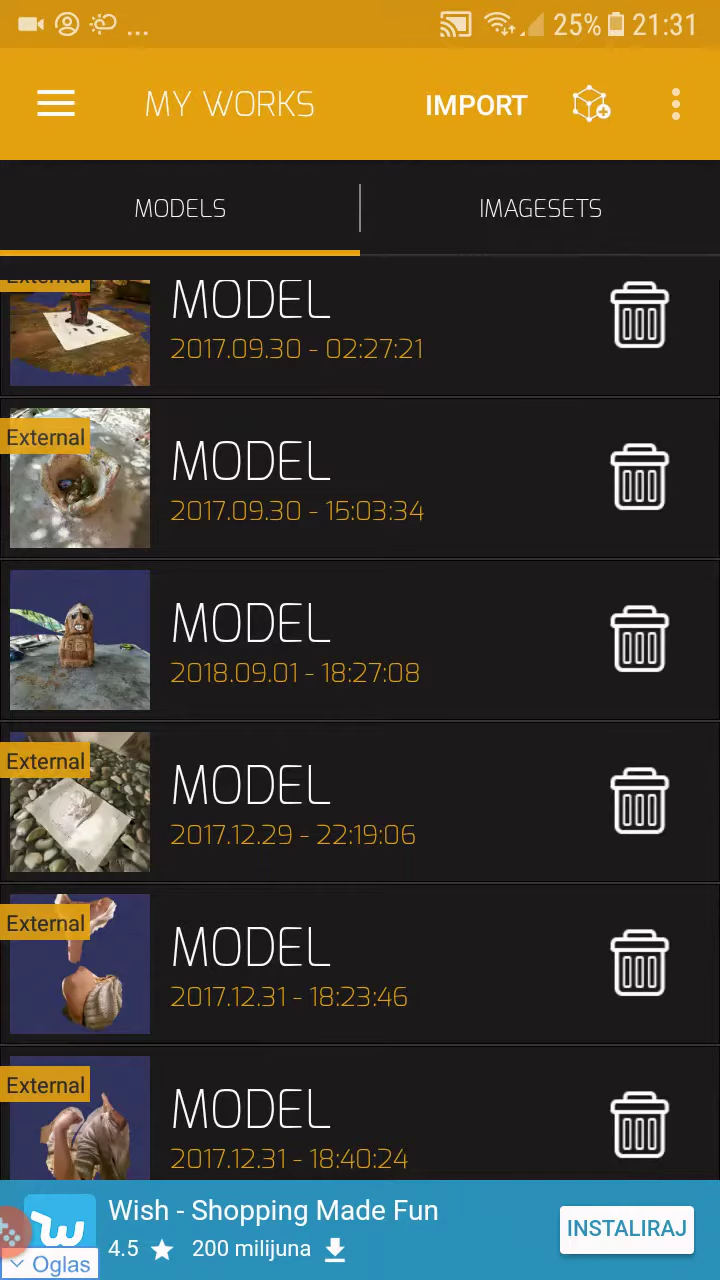 ... 25% 21:31
MY WORKS IMPORT
MODELS IMAGESETS
External
MODEL
2017.09.30 - 02:27:21
External
MODEL
2017.09.30 - 15:03:34
MODEL
2018.09.01 - 18:27:08
External
MODEL
2017.12.29 - 22:19:06
External
MODEL
2017.12.31 - 18:23:46
External
MODEL
2017.12.31 - 18:40:24
Wish - Shopping Made Fun
4.5 ★ 200 milijuna
INSTALIRAJ
Oglas